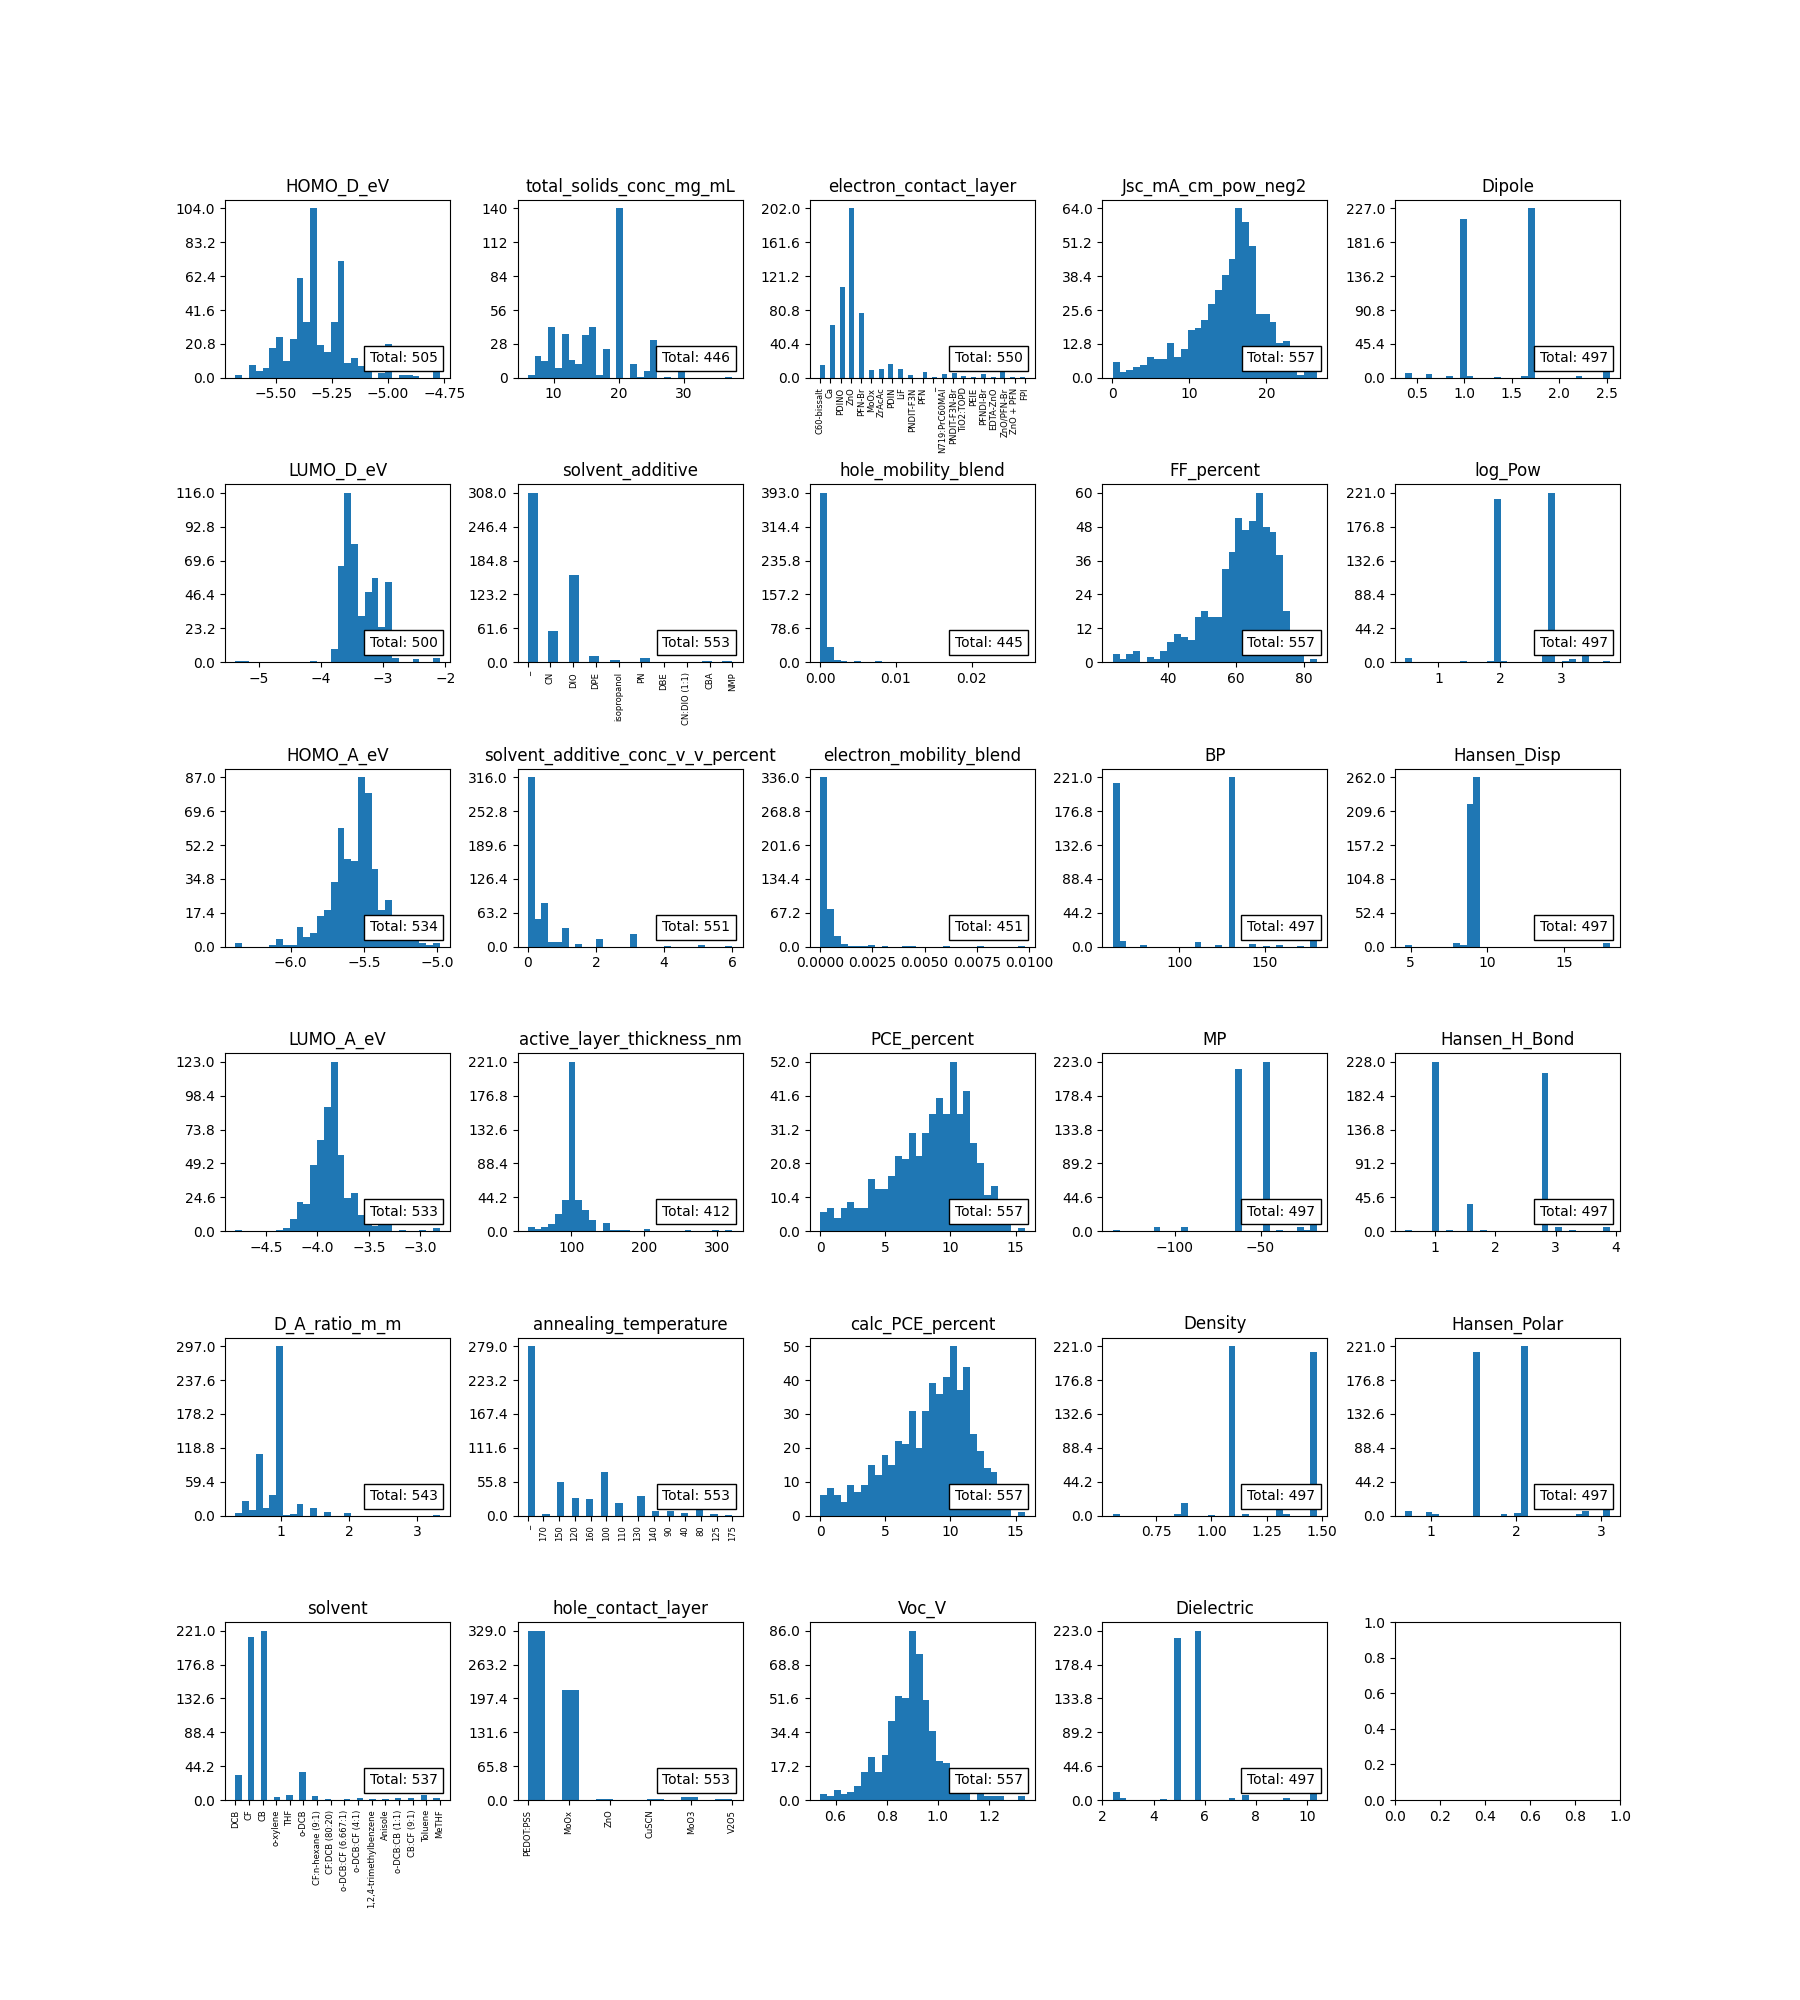 HOMO_D_eV
104.0
83.2
62.4
41.6
20.8
0.0
−5.50
−5.25
−5.00
−4.75
Total: 505
total_solids_conc_mg_mL
140
112
84
56
28
0
10
20
30
Total: 446
electron_contact_layer
202.0
161.6
121.2
80.8
40.4
0.0
C60-bissalt
Ca
PDINO
ZnO
PFN-Br
MoOx
ZrAcAc
PDIN
LiF
PNDIT-F3N
PFN
–
N719:PrC60MAI
PNDIT-F3N-Br
TiO2:TOPD
PEIE
PFNDI-Br
EDTA-ZnO
ZnO/PFN-Br
ZnO + PFN
FPI
Total: 550
Jsc_mA_cm_pow_neg2
64.0
51.2
38.4
25.6
12.8
0.0
0
10
20
Total: 557
Dipole
227.0
181.6
136.2
90.8
45.4
0.0
0.5
1.0
1.5
2.0
2.5
Total: 497
LUMO_D_eV
116.0
92.8
69.6
46.4
23.2
0.0
−5
−4
−3
−2
Total: 500
solvent_additive
308.0
246.4
184.8
123.2
61.6
0.0
–
CN
DIO
DPE
isopropanol
PN
DBE
CN:DIO (1:1)
CBA
NMP
Total: 553
hole_mobility_blend
393.0
314.4
235.8
157.2
78.6
0.0
0.00
0.01
0.02
Total: 445
FF_percent
60
48
36
24
12
0
40
60
80
Total: 557
log_Pow
221.0
176.8
132.6
88.4
44.2
0.0
1
2
3
Total: 497
HOMO_A_eV
87.0
69.6
52.2
34.8
17.4
0.0
−6.0
−5.5
−5.0
Total: 534
solvent_additive_conc_v_v_percent
316.0
252.8
189.6
126.4
63.2
0.0
0
2
4
6
Total: 551
electron_mobility_blend
336.0
268.8
201.6
134.4
67.2
0.0
0.0000
0.0025
0.0050
0.0075
0.0100
Total: 451
BP
221.0
176.8
132.6
88.4
44.2
0.0
100
150
Total: 497
Hansen_Disp
262.0
209.6
157.2
104.8
52.4
0.0
5
10
15
Total: 497
LUMO_A_eV
123.0
98.4
73.8
49.2
24.6
0.0
−4.5
−4.0
−3.5
−3.0
Total: 533
active_layer_thickness_nm
221.0
176.8
132.6
88.4
44.2
0.0
100
200
300
Total: 412
PCE_percent
52.0
41.6
31.2
20.8
10.4
0.0
0
5
10
15
Total: 557
MP
223.0
178.4
133.8
89.2
44.6
0.0
−100
−50
Total: 497
Hansen_H_Bond
228.0
182.4
136.8
91.2
45.6
0.0
1
2
3
4
Total: 497
D_A_ratio_m_m
297.0
237.6
178.2
118.8
59.4
0.0
1
2
3
Total: 543
annealing_temperature
279.0
223.2
167.4
111.6
55.8
0.0
–
170
150
120
160
100
110
130
140
90
40
80
125
175
Total: 553
calc_PCE_percent
50
40
30
20
10
0
0
5
10
15
Total: 557
Density
221.0
176.8
132.6
88.4
44.2
0.0
0.75
1.00
1.25
1.50
Total: 497
Hansen_Polar
221.0
176.8
132.6
88.4
44.2
0.0
1
2
3
Total: 497
solvent
221.0
176.8
132.6
88.4
44.2
0.0
DCB
CF
CB
o-xylene
THF
o-DCB
CF:n-hexane (9:1)
CF:DCB (80:20)
o-DCB:CF (6.667:1)
o-DCB:CF (4:1)
1,2,4-trimethylbenzene
Anisole
o-DCB:CB (1:1)
CB:CF (9:1)
Toluene
MeTHF
Total: 537
hole_contact_layer
329.0
263.2
197.4
131.6
65.8
0.0
PEDOT:PSS
MoOx
ZnO
CuSCN
MoO3
V2O5
Total: 553
Voc_V
86.0
68.8
51.6
34.4
17.2
0.0
0.6
0.8
1.0
1.2
Total: 557
Dielectric
223.0
178.4
133.8
89.2
44.6
0.0
2
4
6
8
10
Total: 497
1.0
0.8
0.6
0.4
0.2
0.0
0.0
0.2
0.4
0.6
0.8
1.0